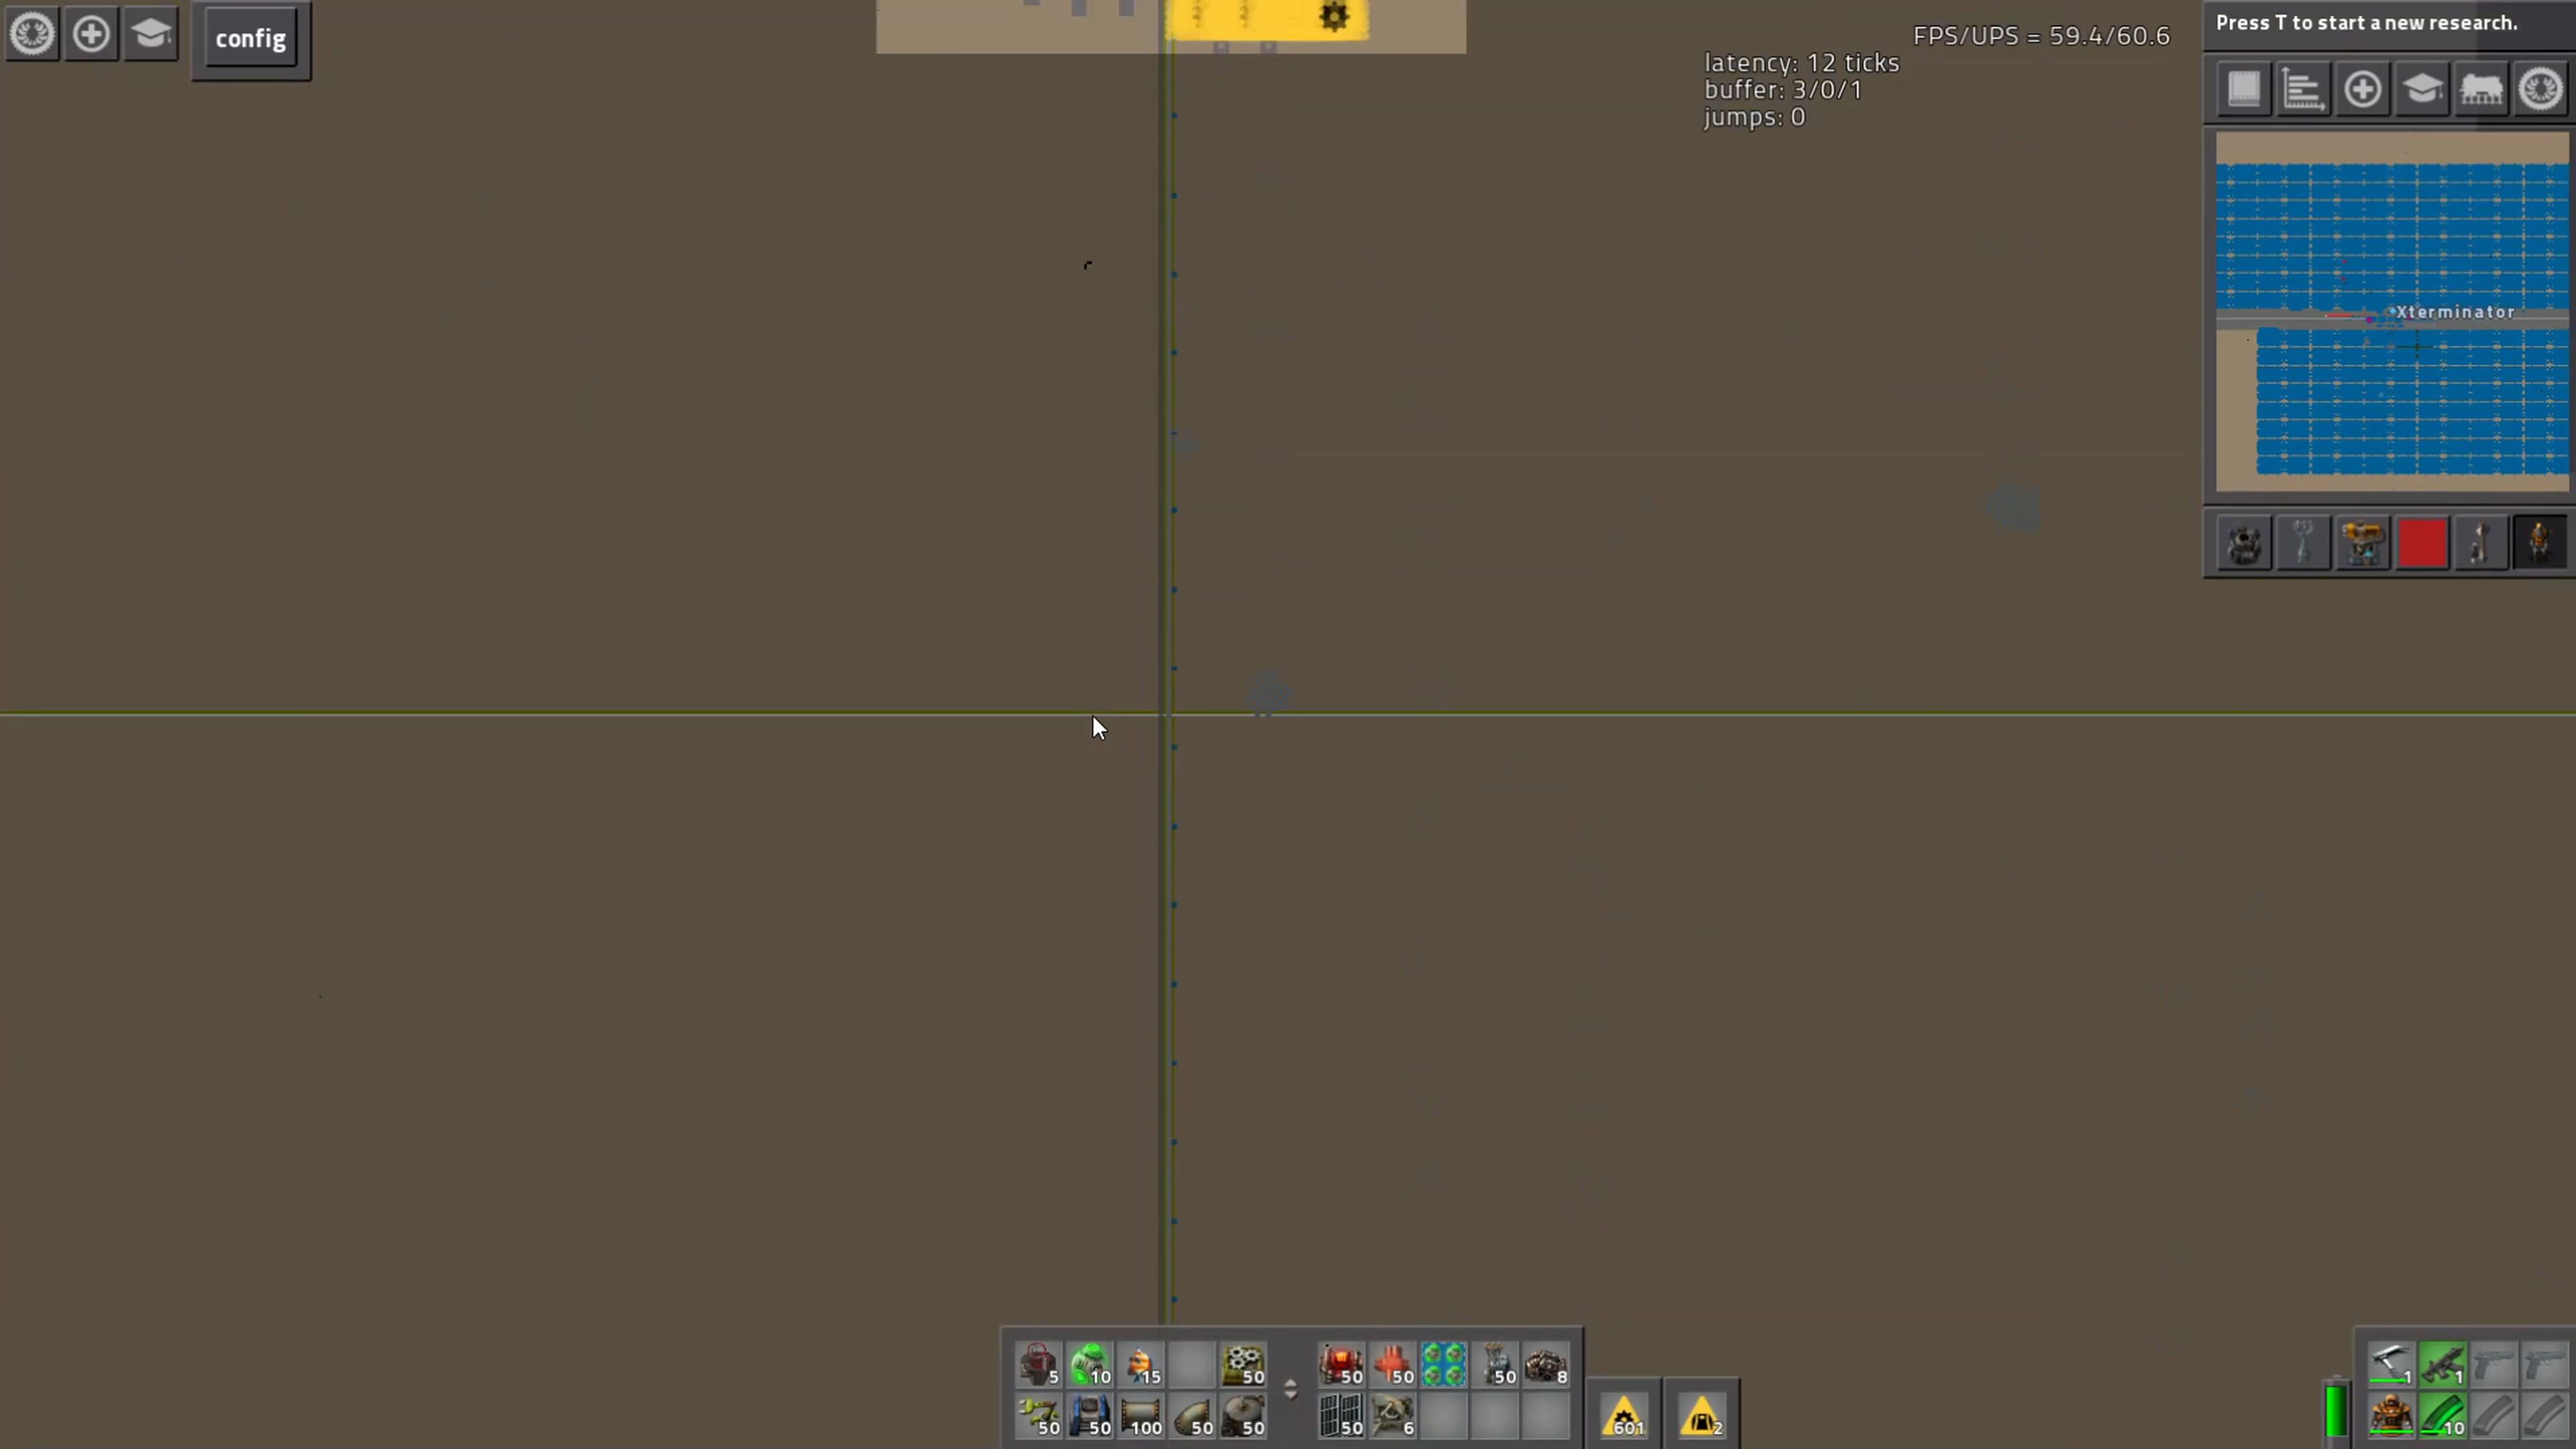 config
FPS/UPS = 59.4/60.6
latency: 12 ticks
buffer: 3/0/1
jumps: 0
Press T to start a new research.
Xterminator
5 10 15 50 50 50 50 8
50 50 100 50 50 50 6
601 2
1 1
10